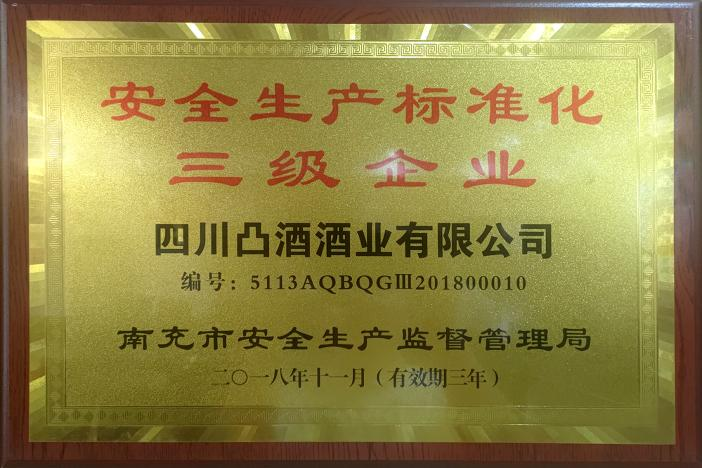 安全生产标准化
三级企业
四川凸酒酒业有限公司
编号：5113AQBQGⅢ201800010
南充市安全生产监督管理局
二〇一八年十一月（有效期三年）